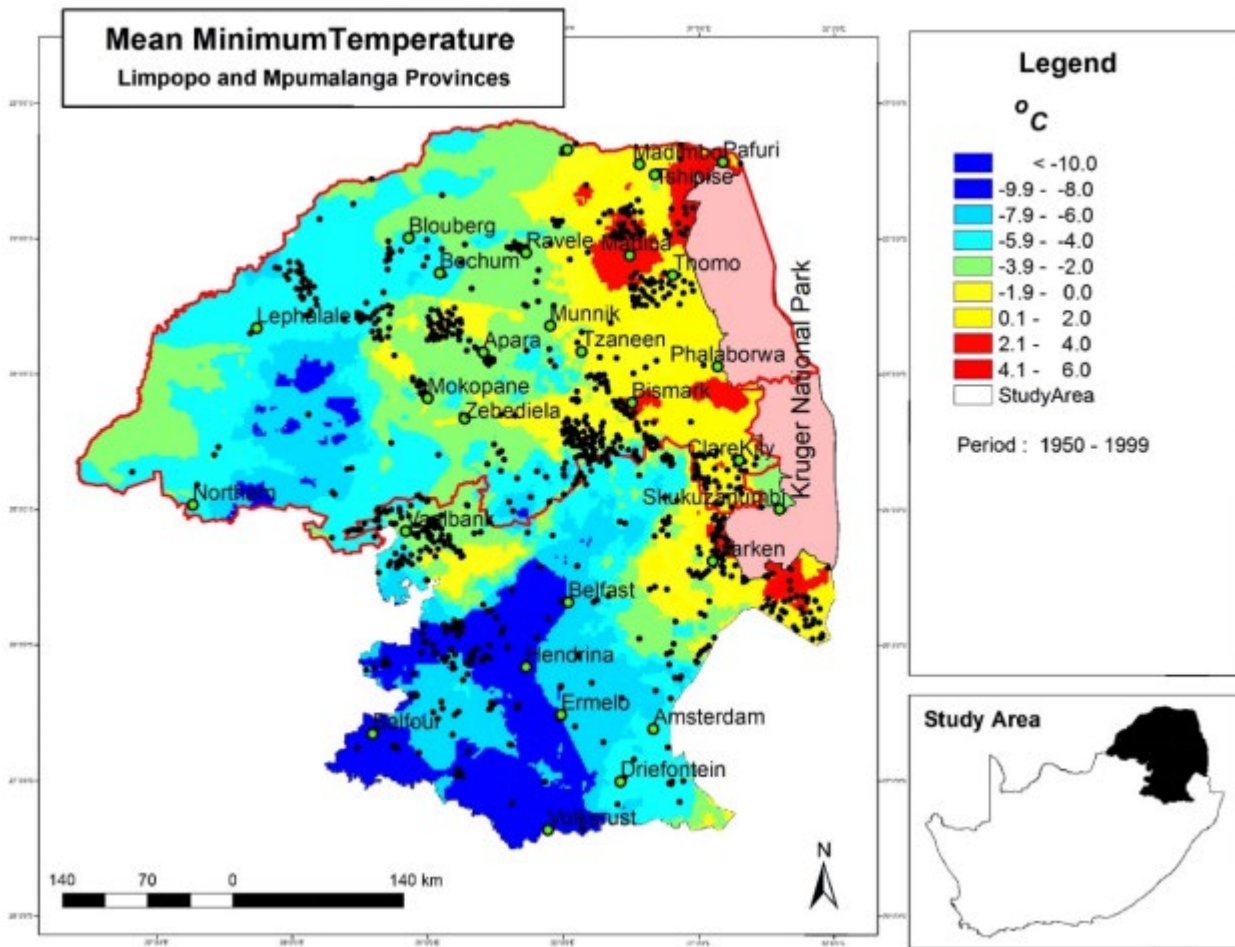 Mean MinimumTemperature
Limpopo and Mpumalanga Provinces
Legend
°C
< -10.0
-9.9 - -8.0
-7.9 - -6.0
-5.9 - -4.0
-3.9 - -2.0
-1.9 - 0.0
0.1 - 2.0
2.1 - 4.0
4.1 - 6.0
StudyArea
Period : 1950 - 1999
Madimbo
Pafuri
Tshipise
Blouberg
Ravele
Madiba
Bochum
Thomo
Kruger National Park
Lephalale
Munnik
Apara
Tzaneen
Phalaborwa
Mokopane
Bismark
Zebediela
Northam
Vaalbank
Belfast
Hendrina
Ermelo
Amsterdam
Balfour
Driefontein
Volksrust
140 70 0 140 km
N
Study Area